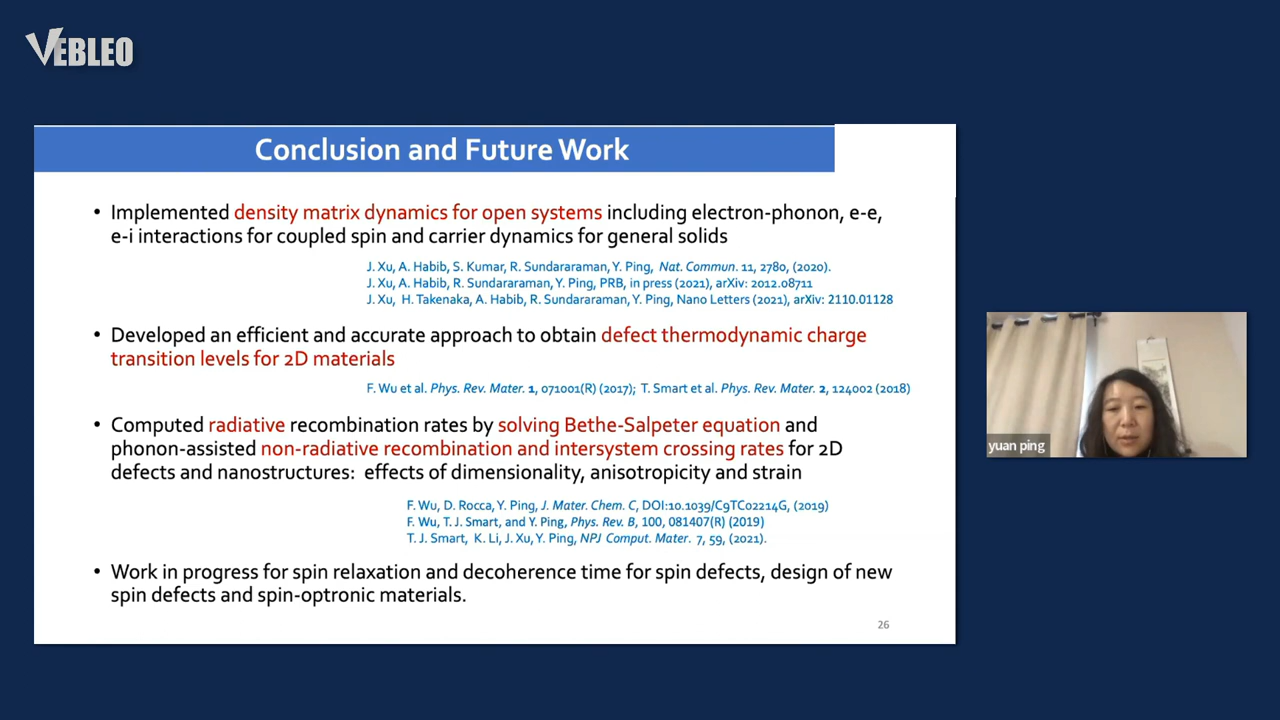 VEBLEO
Conclusion and Future Work
• Implemented density matrix dynamics for open systems including electron-phonon, e-e,
e-i interactions for coupled spin and carrier dynamics for general solids
J. Xu, A. Habib, S. Kumar, R. Sundararaman, Y. Ping, Nat. Commun. 11, 2780, (2020).
J. Xu, A. Habib, R. Sundararaman, Y. Ping, PRB, in press (2021), arXiv: 2012.08711
J. Xu, H. Takenaka, A. Habib, R. Sundararaman, Y. Ping, Nano Letters (2021), arXiv: 2110.01128
• Developed an efficient and accurate approach to obtain defect thermodynamic charge
transition levels for 2D materials
F. Wu et al. Phys. Rev. Mater. 1, 071001(R) (2017); T. Smart et al. Phys. Rev. Mater. 2, 124002 (2018)
• Computed radiative recombination rates by solving Bethe-Salpeter equation and
phonon-assisted non-radiative recombination and intersystem crossing rates for 2D
defects and nanostructures: effects of dimensionality, anisotropicity and strain
F. Wu, D. Rocca, Y. Ping, J. Mater. Chem. C, DOI:10.1039/C9TC02214G, (2019)
F. Wu, T. J. Smart, and Y. Ping, Phys. Rev. B, 100, 081407(R) (2019)
T. J. Smart, K. Li, J. Xu, Y. Ping, NPJ Comput. Mater. 7, 59, (2021).
• Work in progress for spin relaxation and decoherence time for spin defects, design of new
spin defects and spin-optronic materials.
26
yuan ping